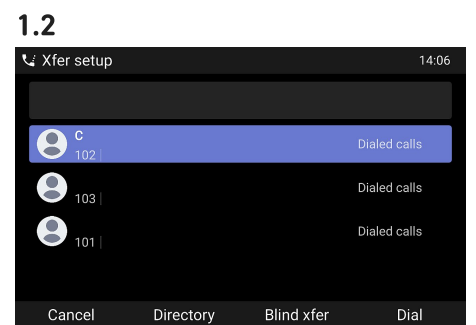 1.2
Xfer setup 14:06
C
102 | Dialed calls
103 | Dialed calls
101 | Dialed calls
Cancel Directory Blind xfer Dial